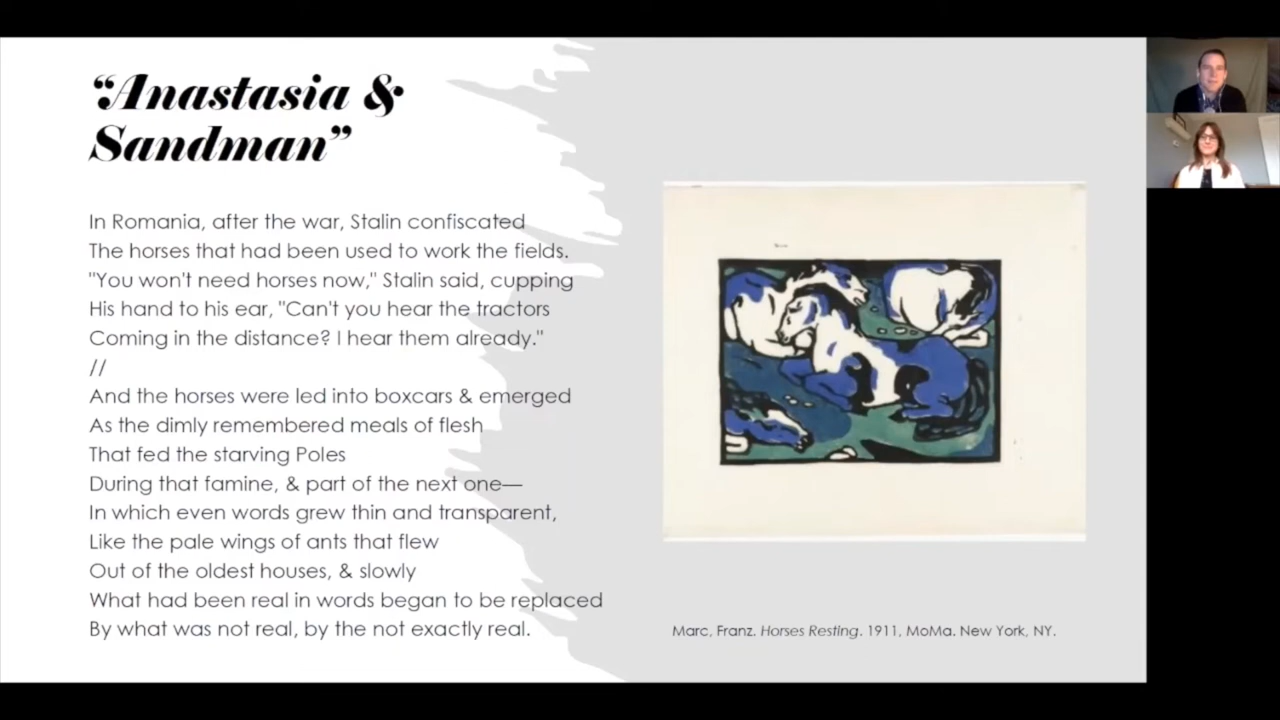 “Anastasia &
Sandman”
In Romania, after the war, Stalin confiscated
The horses that had been used to work the fields.
"You won't need horses now," Stalin said, cupping
His hand to his ear, "Can't you hear the tractors
Coming in the distance? I hear them already."
//
And the horses were led into boxcars & emerged
As the dimly remembered meals of flesh
That fed the starving Poles
During that famine, & part of the next one—
In which even words grew thin and transparent,
Like the pale wings of ants that flew
Out of the oldest houses, & slowly
What had been real in words began to be replaced
By what was not real, by the not exactly real.
Marc, Franz. Horses Resting. 1911, MoMa. New York, NY.